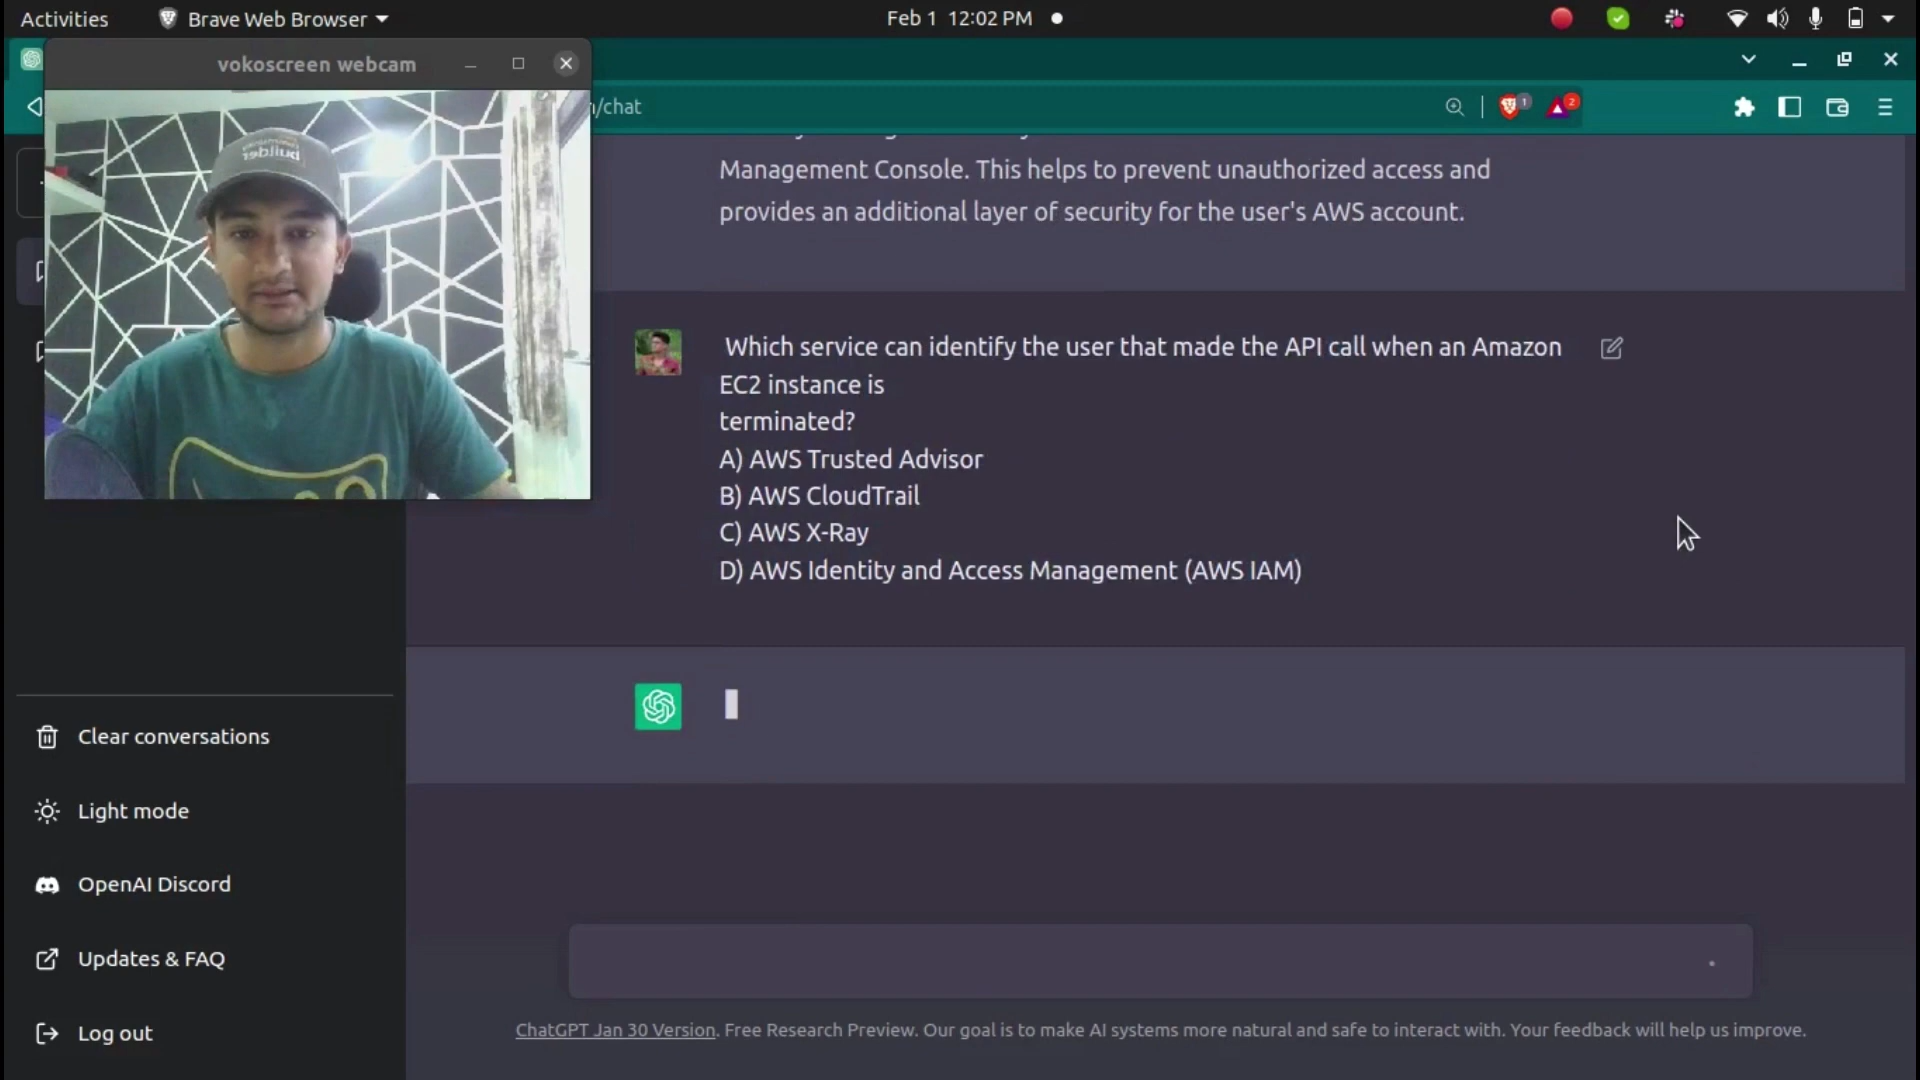 Activities
Brave Web Browser
Feb 1 12:02 PM
vokoscreen webcam
/chat
1
2
builder
Management Console. This helps to prevent unauthorized access and
provides an additional layer of security for the user's AWS account.
Which service can identify the user that made the API call when an Amazon
EC2 instance is
terminated?
A) AWS Trusted Advisor
B) AWS CloudTrail
C) AWS X-Ray
D) AWS Identity and Access Management (AWS IAM)
Clear conversations
Light mode
OpenAI Discord
Updates & FAQ
Log out
ChatGPT Jan 30 Version. Free Research Preview. Our goal is to make AI systems more natural and safe to interact with. Your feedback will help us improve.